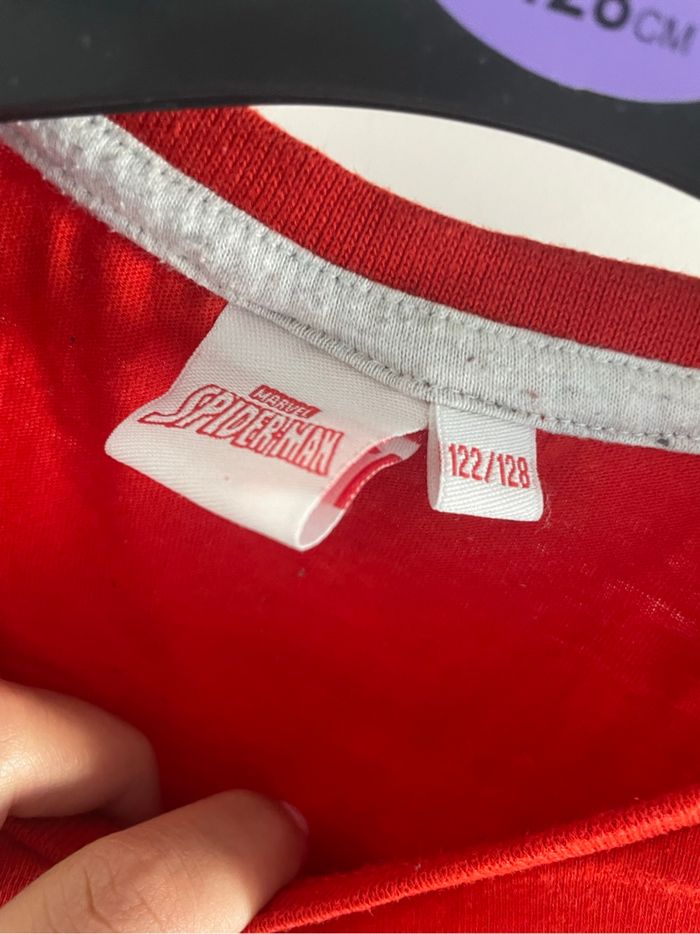 CM
MARVEL
SPIDER-MAN
122/128